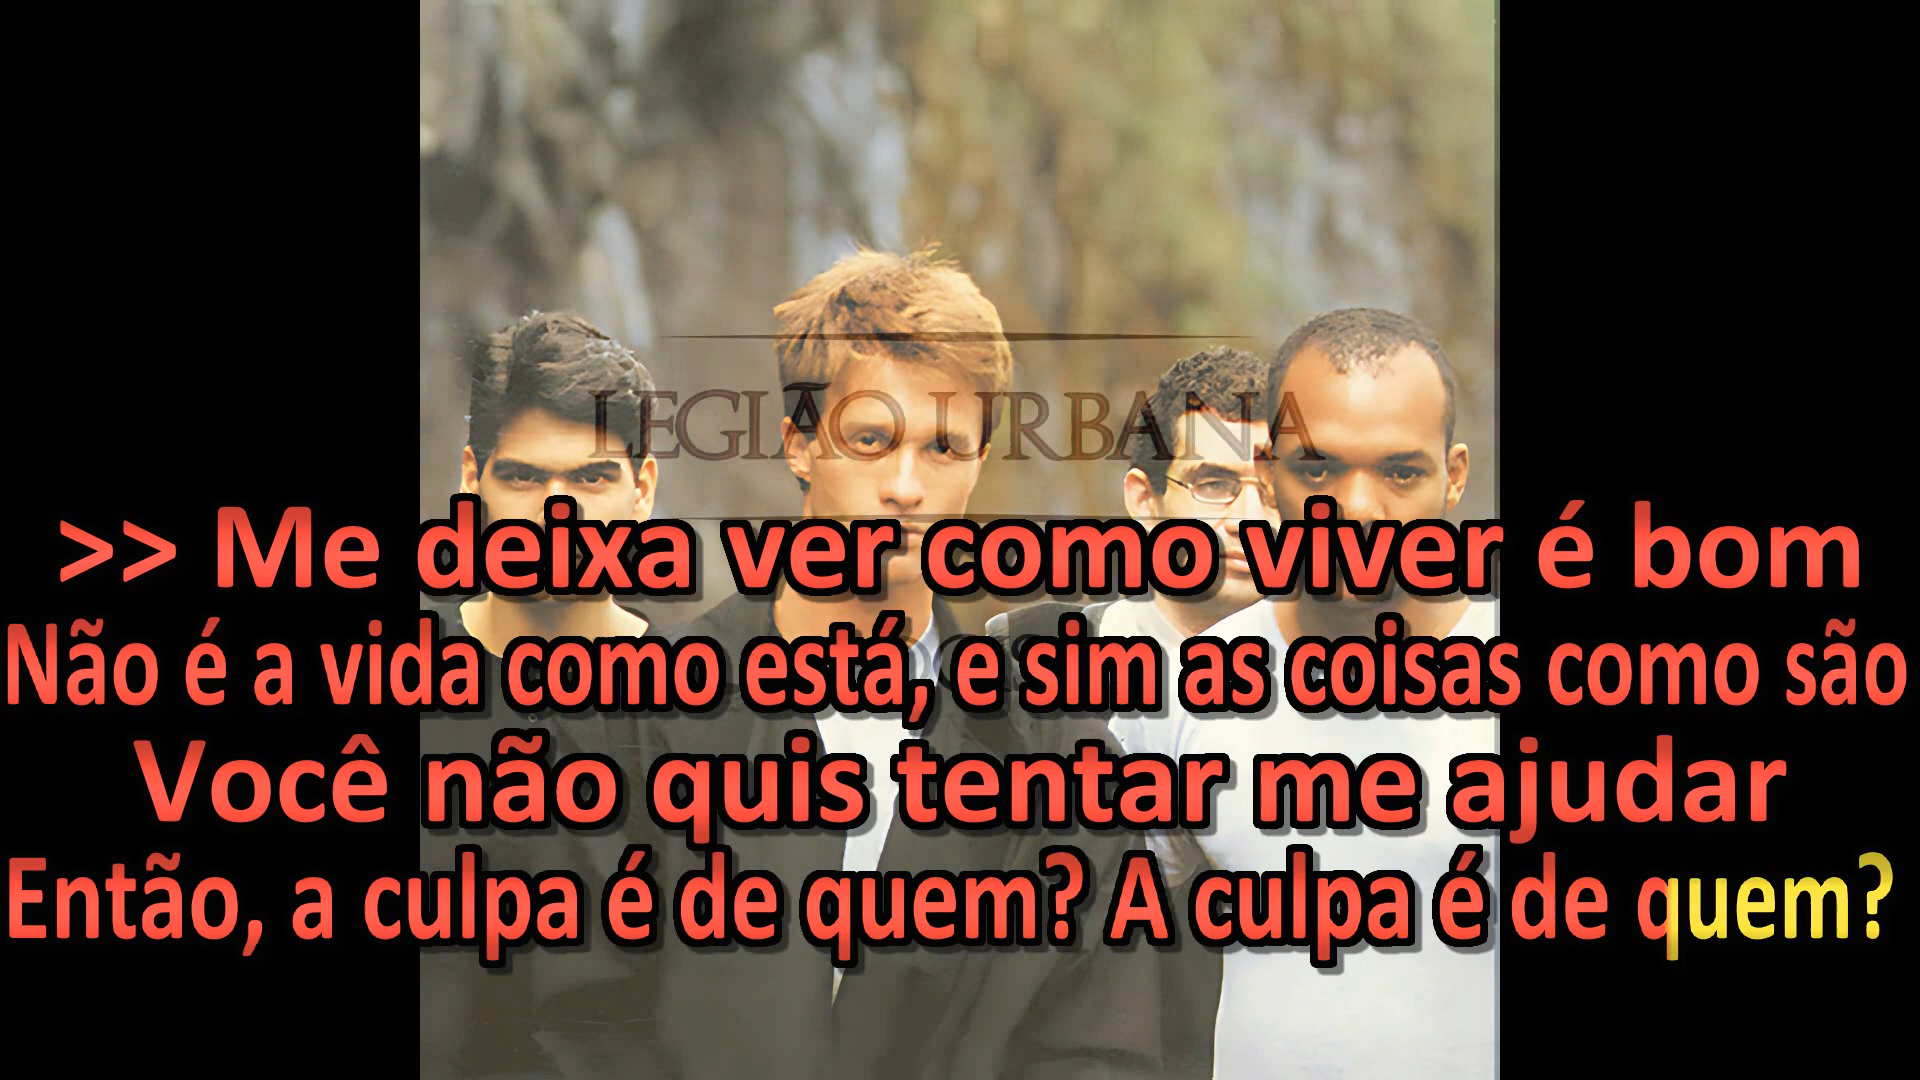 LEGIÃO URBANA
>> Me deixa ver como viver é bom
Não é a vida como está, e sim as coisas como são
Você não quis tentar me ajudar
Então, a culpa é de quem? A culpa é de quem?